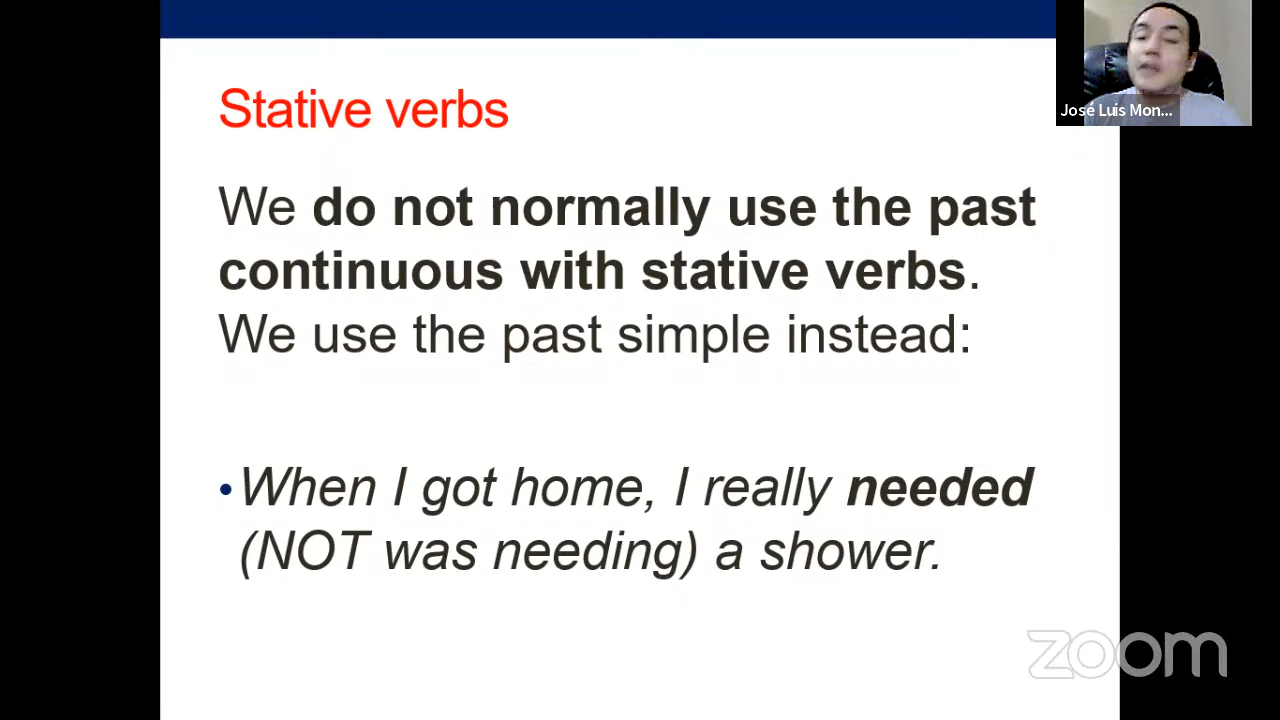 Stative verbs
José Luis Mon...
We do not normally use the past
continuous with stative verbs.
We use the past simple instead:
•When I got home, I really needed
(NOT was needing) a shower.
zoom